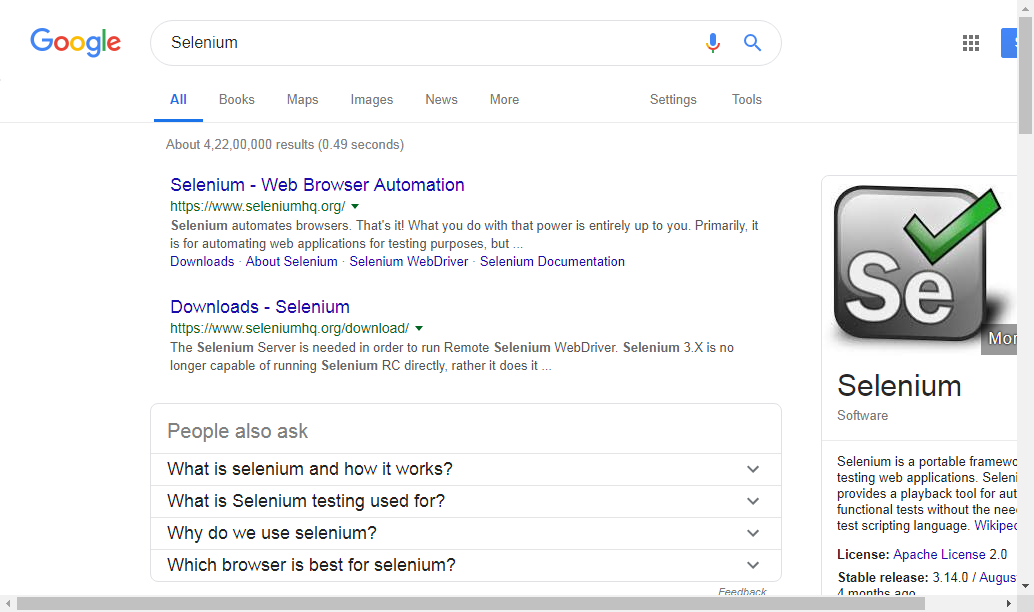 Google
Selenium
All Books Maps Images News More Settings Tools
About 4,22,00,000 results (0.49 seconds)
Selenium - Web Browser Automation
https://www.seleniumhq.org/
Selenium automates browsers. That's it! What you do with that power is entirely up to you. Primarily, it
is for automating web applications for testing purposes, but ...
Downloads · About Selenium · Selenium WebDriver · Selenium Documentation
Downloads - Selenium
https://www.seleniumhq.org/download/
The Selenium Server is needed in order to run Remote Selenium WebDriver. Selenium 3.X is no
longer capable of running Selenium RC directly, rather it does it ...
People also ask
What is selenium and how it works?
What is Selenium testing used for?
Why do we use selenium?
Which browser is best for selenium?
Feedback
Se
Mor
Selenium
Software
Selenium is a portable framewo
testing web applications. Seleni
provides a playback tool for aut
functional tests without the nee
test scripting language. Wikipec
License: Apache License 2.0
Stable release: 3.14.0 / Augus
4 months ago